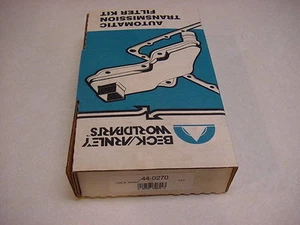 AUTOMATIC
TRANSMISSION
FILTER KIT
BECK/ARNLEY
WORLDPARTS
44-0270